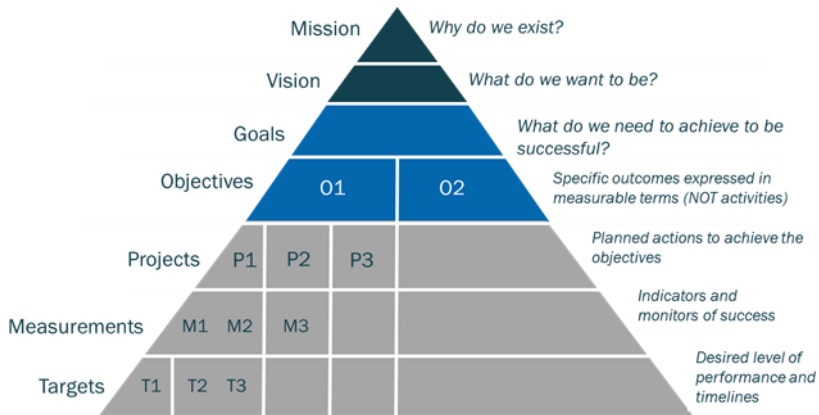 Mission
Why do we exist?
Vision
What do we want to be?
Goals
What do we need to achieve to be
successful?
Objectives
O1
O2
Specific outcomes expressed in
measurable terms (NOT activities)
Projects
P1
P2
P3
Planned actions to achieve the
objectives
Measurements
M1
M2
M3
Indicators and
monitors of success
Targets
T1
T2
T3
Desired level of
performance and
timelines